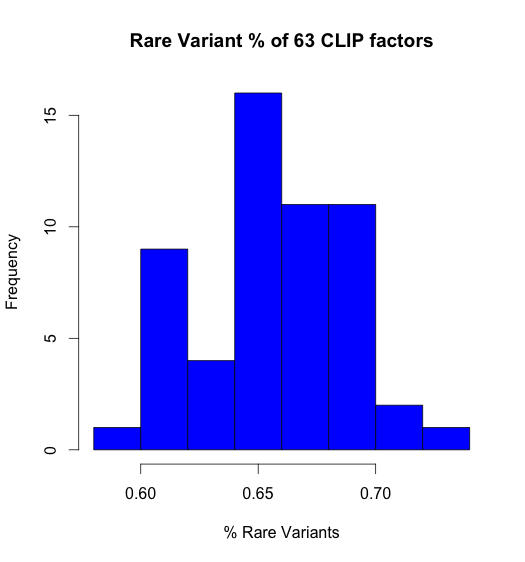 Rare Variant % of 63 CLIP factors
15
10
5
0
Frequency
0.60 0.65 0.70
% Rare Variants